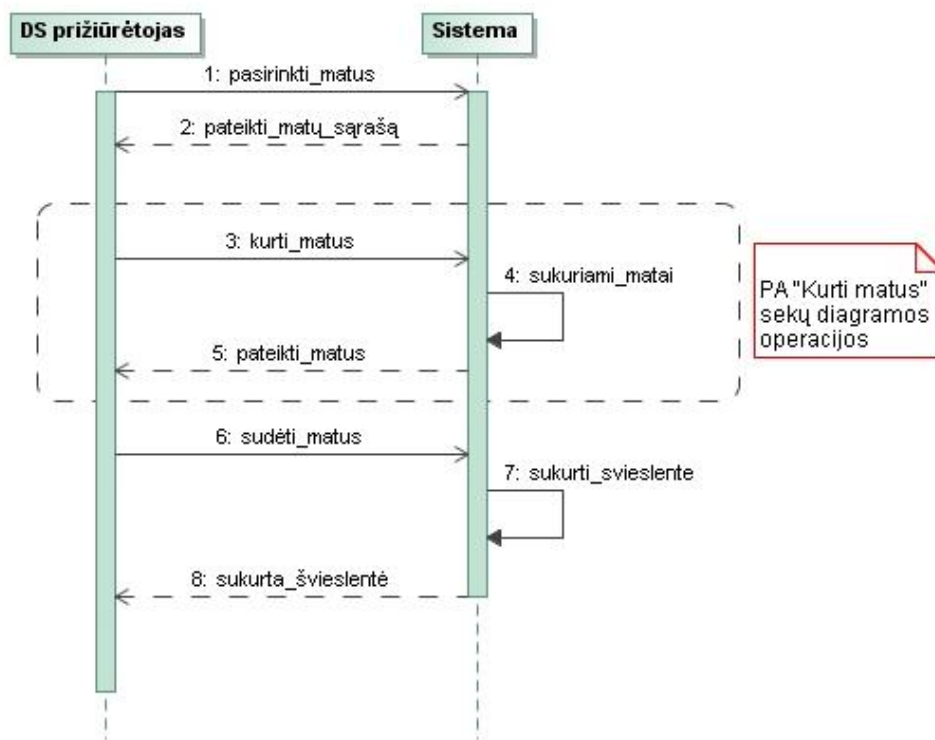 DS prižiūrėtojas
Sistema
1: pasirinkti_matus
2: pateikti_matų_sąrašą
3: kurti_matus
4: sukuriami_matai
PA "Kurti matus"
sekų diagramos
operacijos
5: pateikti_matus
6: sudėti_matus
7: sukurti_svieslente
8: sukurta_švieslentė